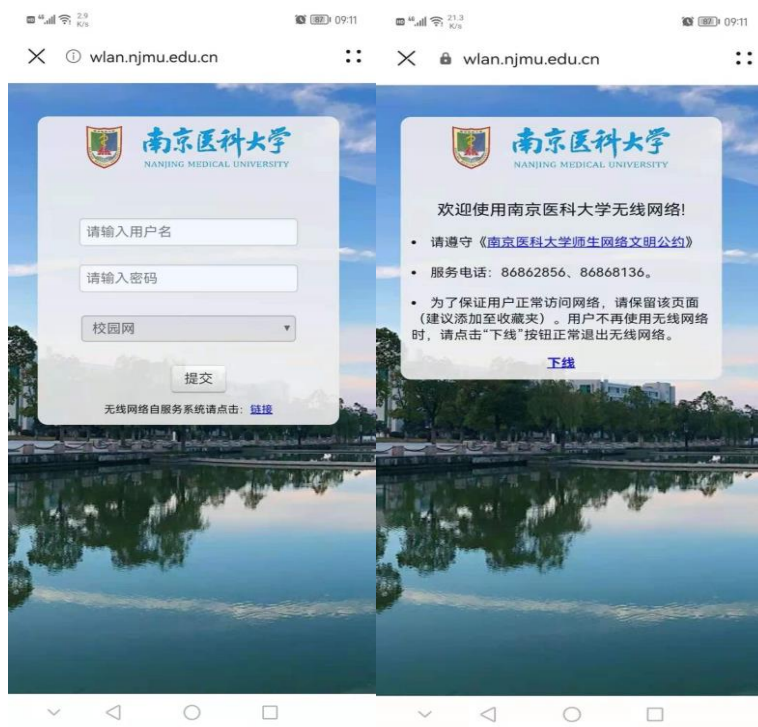 2.9
K/s
87
09:11
wlan.njmu.edu.cn
南京医科大学
NANJING MEDICAL UNIVERSITY
请输入用户名
请输入密码
校园网
提交
无线网络自服务系统请点击：链接
21.3
K/s
87
09:11
wlan.njmu.edu.cn
南京医科大学
NANJING MEDICAL UNIVERSITY
欢迎使用南京医科大学无线网络!
• 请遵守《南京医科大学师生网络文明公约》
• 服务电话：86862856、86868136。
• 为了保证用户正常访问网络，请保留该页面
（建议添加至收藏夹）。用户不再使用无线网络
时，请点击“下线”按钮正常退出无线网络。
下线